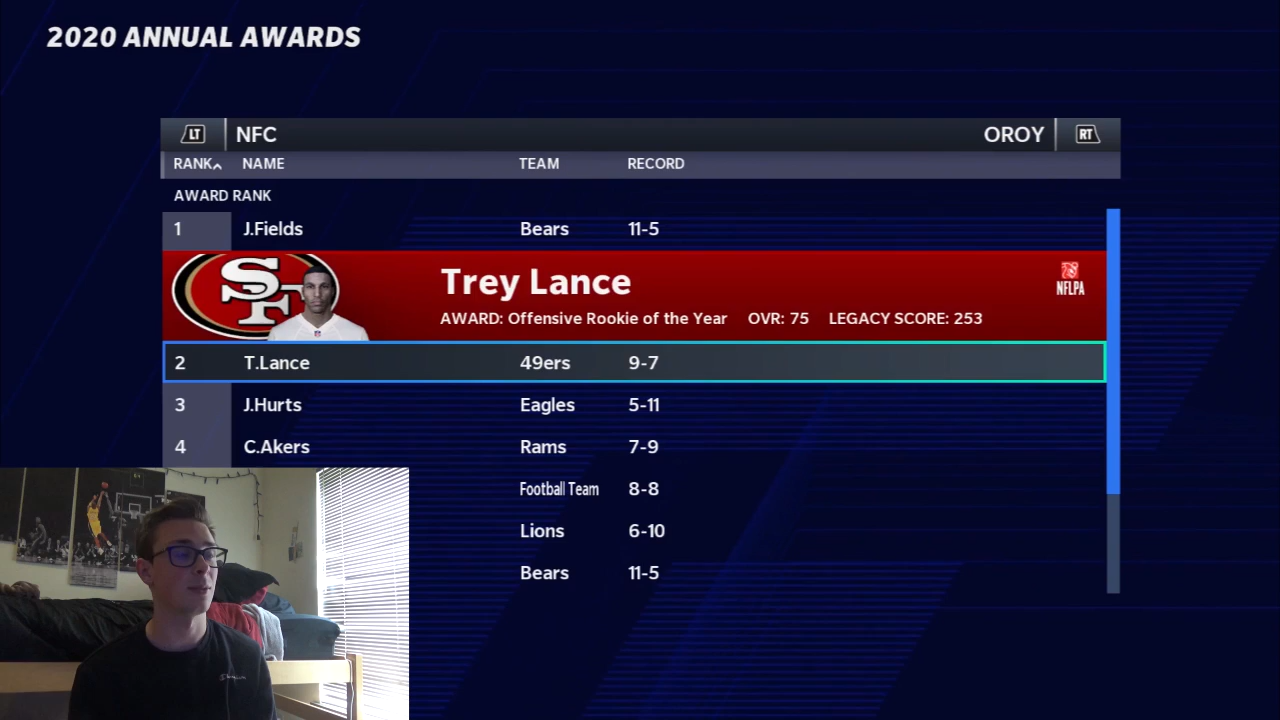 2020 ANNUAL AWARDS
LT NFC OROY RT
RANK NAME TEAM RECORD
AWARD RANK
1 J.Fields Bears 11-5
SF
Trey Lance
NFLPA
AWARD: Offensive Rookie of the Year OVR: 75 LEGACY SCORE: 253
2 T.Lance 49ers 9-7
3 J.Hurts Eagles 5-11
4 C.Akers Rams 7-9
Football Team 8-8
Lions 6-10
Bears 11-5